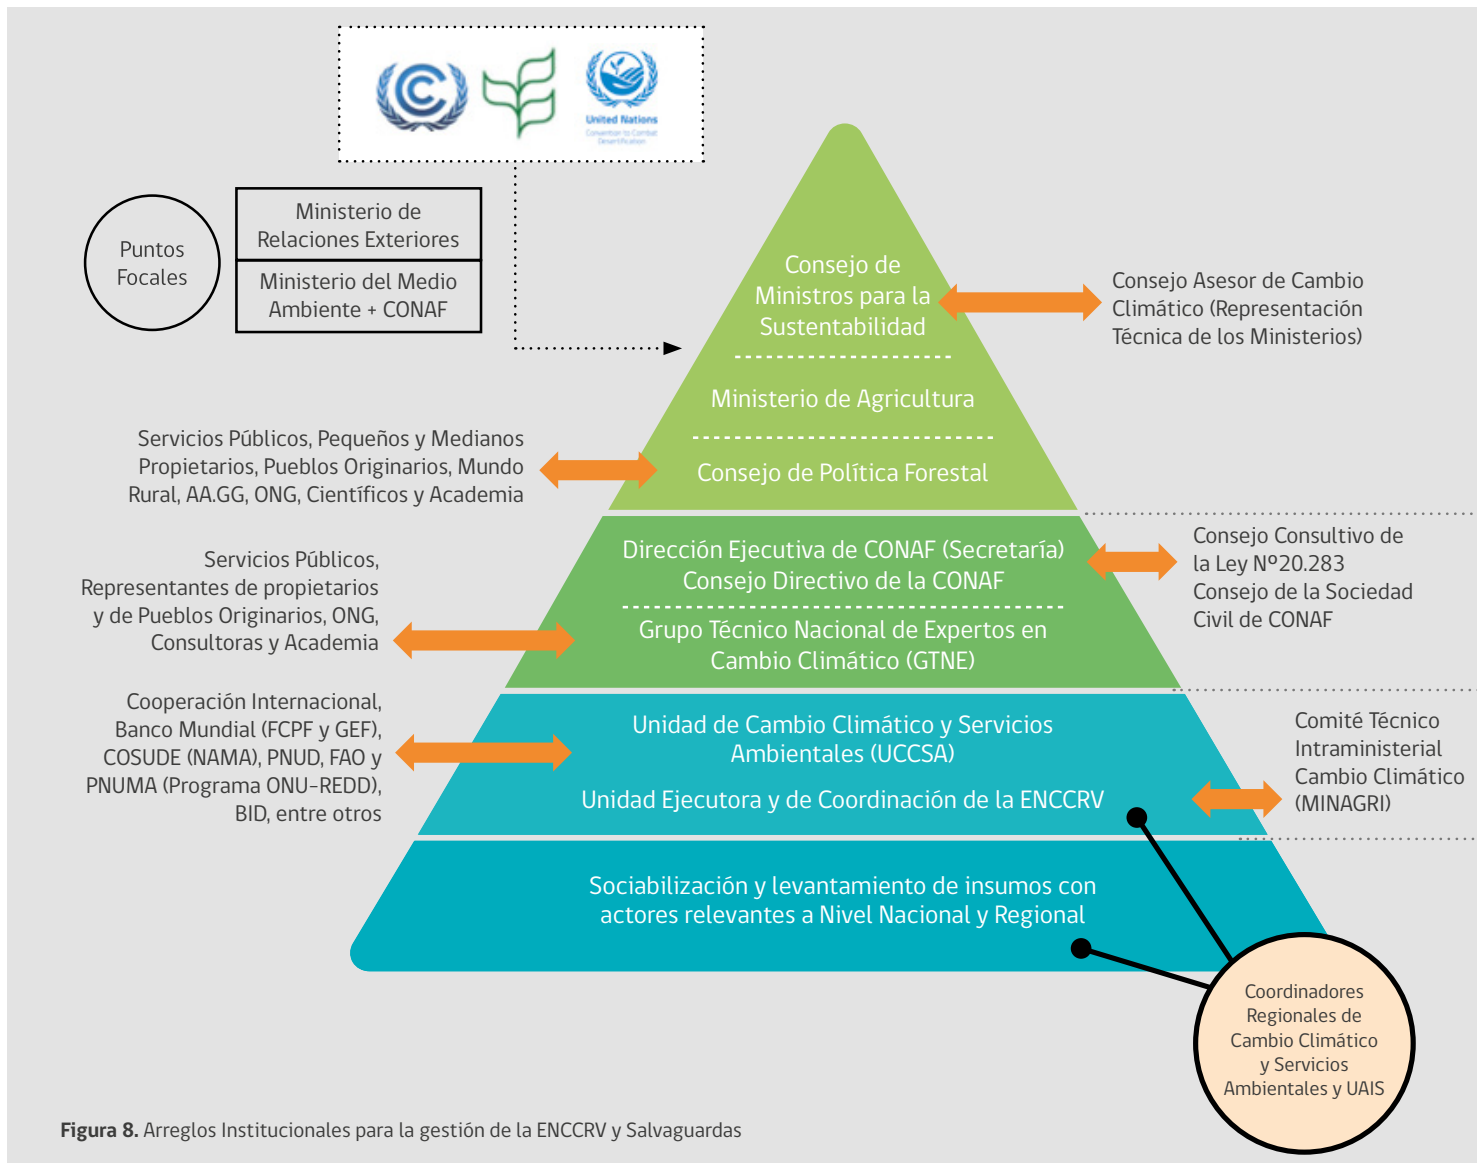 United Nations
Convention to Combat
Desertification
Puntos
Focales
Ministerio de
Relaciones Exteriores
Ministerio del Medio
Ambiente + CONAF
Consejo de
Ministros para la
Sustentabilidad
Consejo Asesor de Cambio
Climático (Representación
Técnica de los Ministerios)
Ministerio de Agricultura
Servicios Públicos, Pequeños y Medianos
Propietarios, Pueblos Originarios, Mundo
Rural, AA.GG, ONG, Científicos y Academia
Consejo de Política Forestal
Dirección Ejecutiva de CONAF (Secretaría)
Consejo Directivo de la CONAF
Consejo Consultivo de
la Ley Nº20.283
Consejo de la Sociedad
Civil de CONAF
Servicios Públicos,
Representantes de propietarios
y de Pueblos Originarios, ONG,
Consultoras y Academia
Grupo Técnico Nacional de Expertos en
Cambio Climático (GTNE)
Cooperación Internacional,
Banco Mundial (FCPF y GEF),
COSUDE (NAMA), PNUD, FAO y
PNUMA (Programa ONU-REDD),
BID, entre otros
Unidad de Cambio Climático y Servicios
Ambientales (UCCSA)
Unidad Ejecutora y de Coordinación de la ENCCRV
Comité Técnico
Intraministerial
Cambio Climático
(MINAGRI)
Sociabilización y levantamiento de insumos con
actores relevantes a Nivel Nacional y Regional
Coordinadores
Regionales de
Cambio Climático
y Servicios
Ambientales y UAIS
Figura 8. Arreglos Institucionales para la gestión de la ENCCRV y Salvaguardas